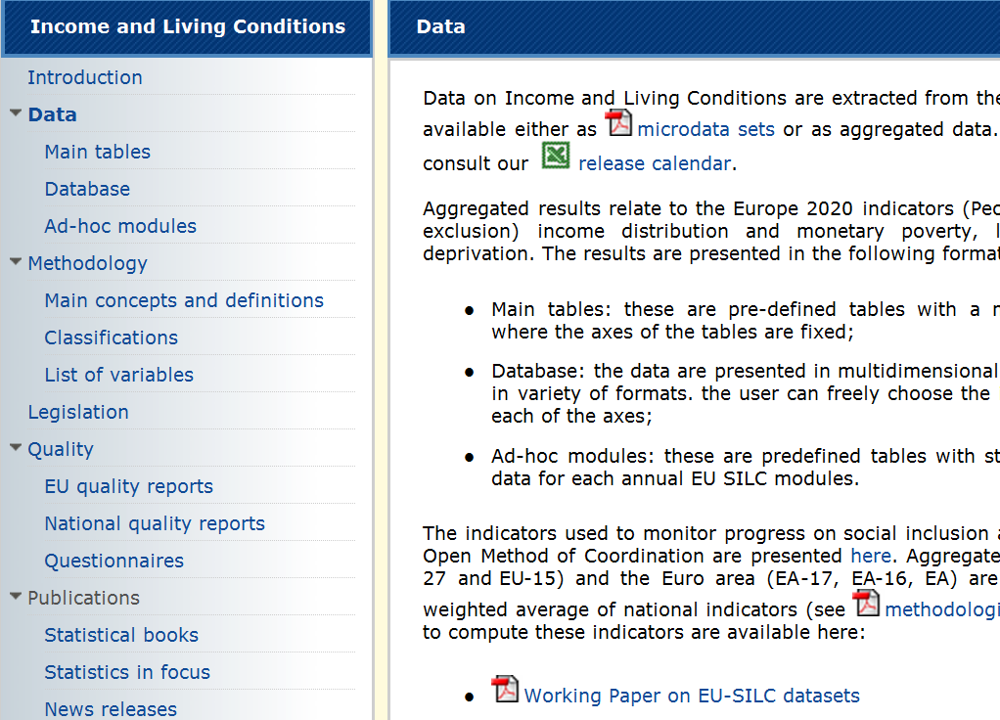 Income and Living Conditions
Introduction
Data
Main tables
Database
Ad-hoc modules
Methodology
Main concepts and definitions
Classifications
List of variables
Legislation
Quality
EU quality reports
National quality reports
Questionnaires
Publications
Statistical books
Statistics in focus
News releases
Data
Data on Income and Living Conditions are extracted from the
available either as microdata sets or as aggregated data.
consult our release calendar.
Aggregated results relate to the Europe 2020 indicators (Peo
exclusion) income distribution and monetary poverty, l
deprivation. The results are presented in the following format
• Main tables: these are pre-defined tables with a
where the axes of the tables are fixed;
• Database: the data are presented in multidimensional
in variety of formats. the user can freely choose the
each of the axes;
• Ad-hoc modules: these are predefined tables with st
data for each annual EU SILC modules.
The indicators used to monitor progress on social inclusion a
Open Method of Coordination are presented here. Aggregate
27 and EU-15) and the Euro area (EA-17, EA-16, EA) are
weighted average of national indicators (see methodologi
to compute these indicators are available here:
• Working Paper on EU-SILC datasets